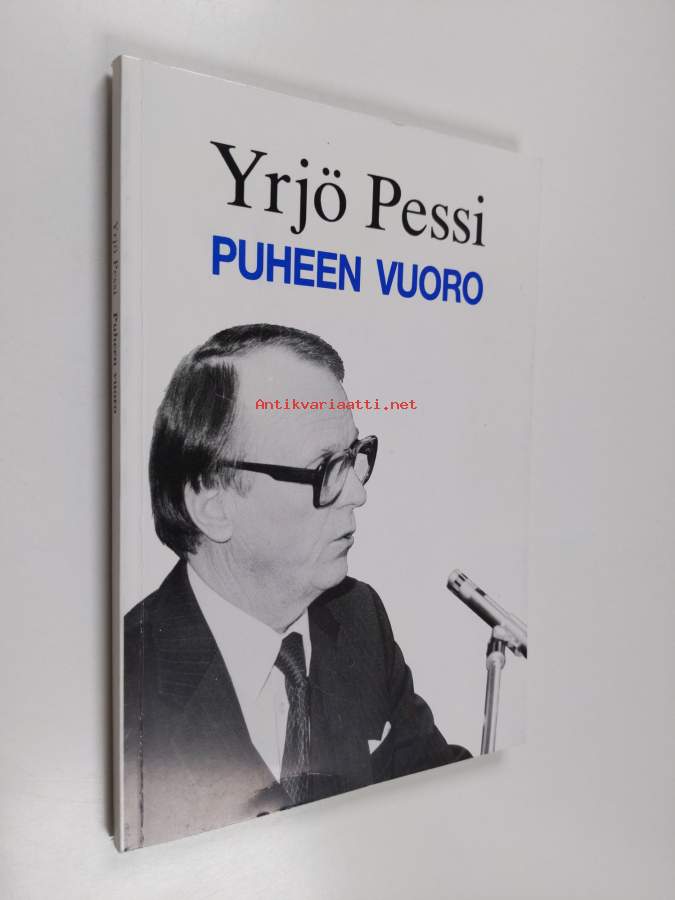 Yrjö Pessi
PUHEEN VUORO
Antikvariaatti.net
Yrjö Pessi Puheen vuoro